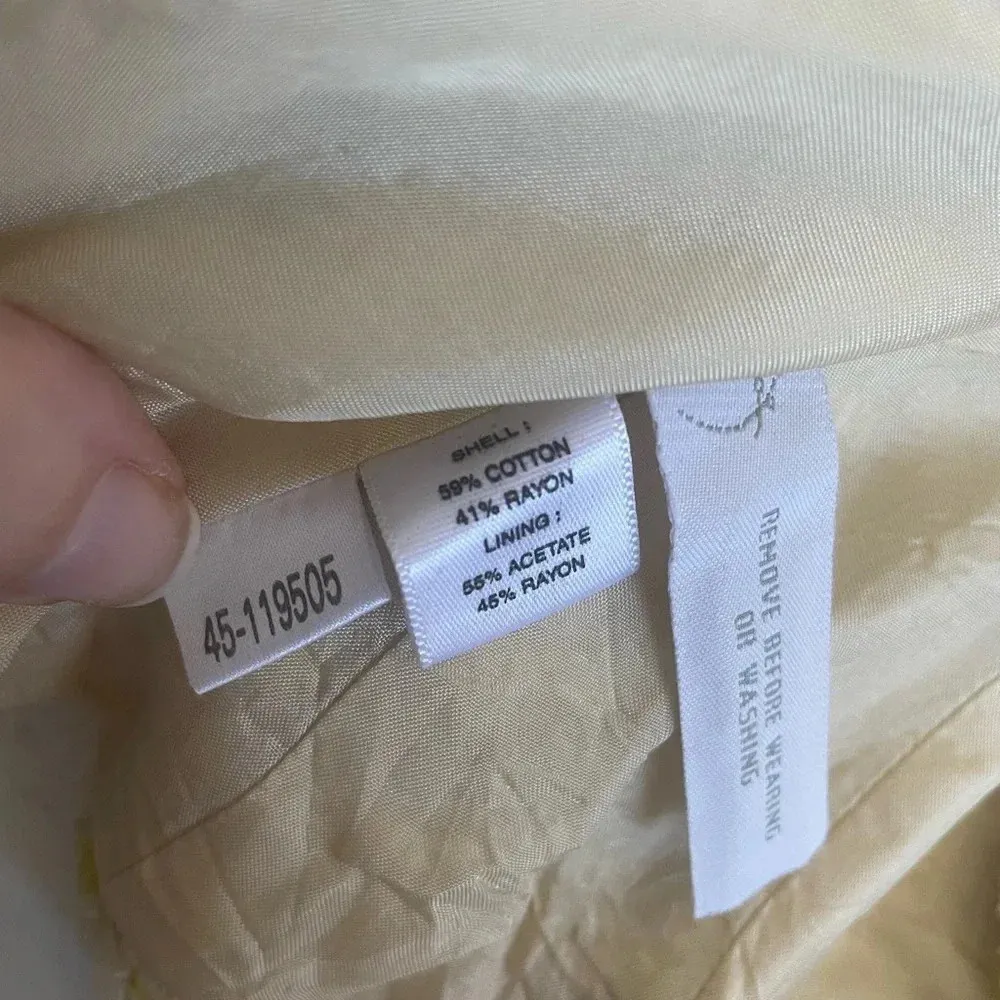 45-119505
SHELL :
59% COTTON
41% RAYON
LINING :
55% ACETATE
45% RAYON
REMOVE BEFORE WEARING
OR WASHING